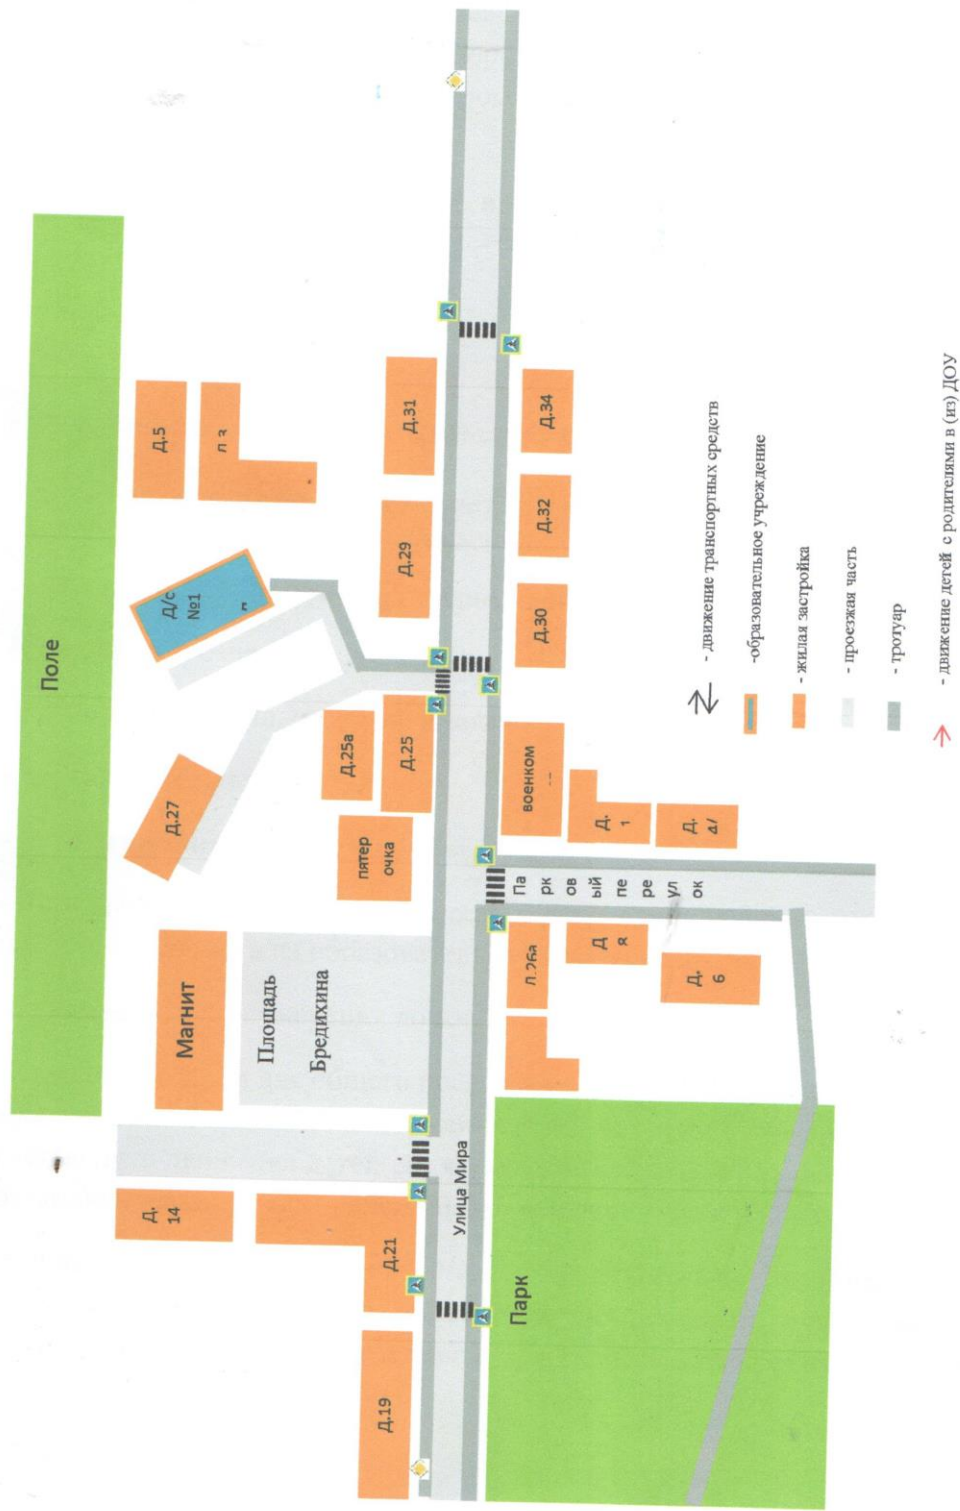 Поле
Д.5
Д/с
№1
Д.27
Д.31
Д.29
Д.25а
Д.25
пятер
очка
Магнит
Площадь
Бредихина
Д.
14
Д.21
Д.19
Улица Мира
Д.34
Д.32
Д.30
военком
Д.
1
Д.
Па
рк
ов
ый
пе
ре
ул
ок
26а
Д
Д.
6
Парк
- движение транспортных средств
-образовательное учреждение
- жилая застройка
- проезжая часть
- тротуар
- движение детей с родителями в (из) ДОУ